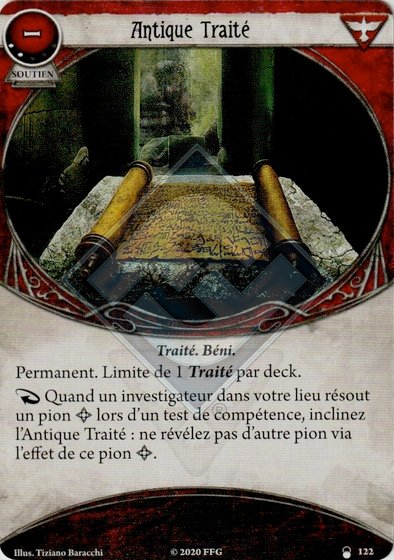 Antique Traité
SOUTIEN
Traité. Béni.
Permanent. Limite de 1 Traité par deck.
Quand un investigateur dans votre lieu résout
un pion lors d'un test de compétence, inclinez
l'Antique Traité : ne révélez pas d'autre pion via
l'effet de ce pion .
Illus. Tiziano Baracchi
© 2020 FFG
122